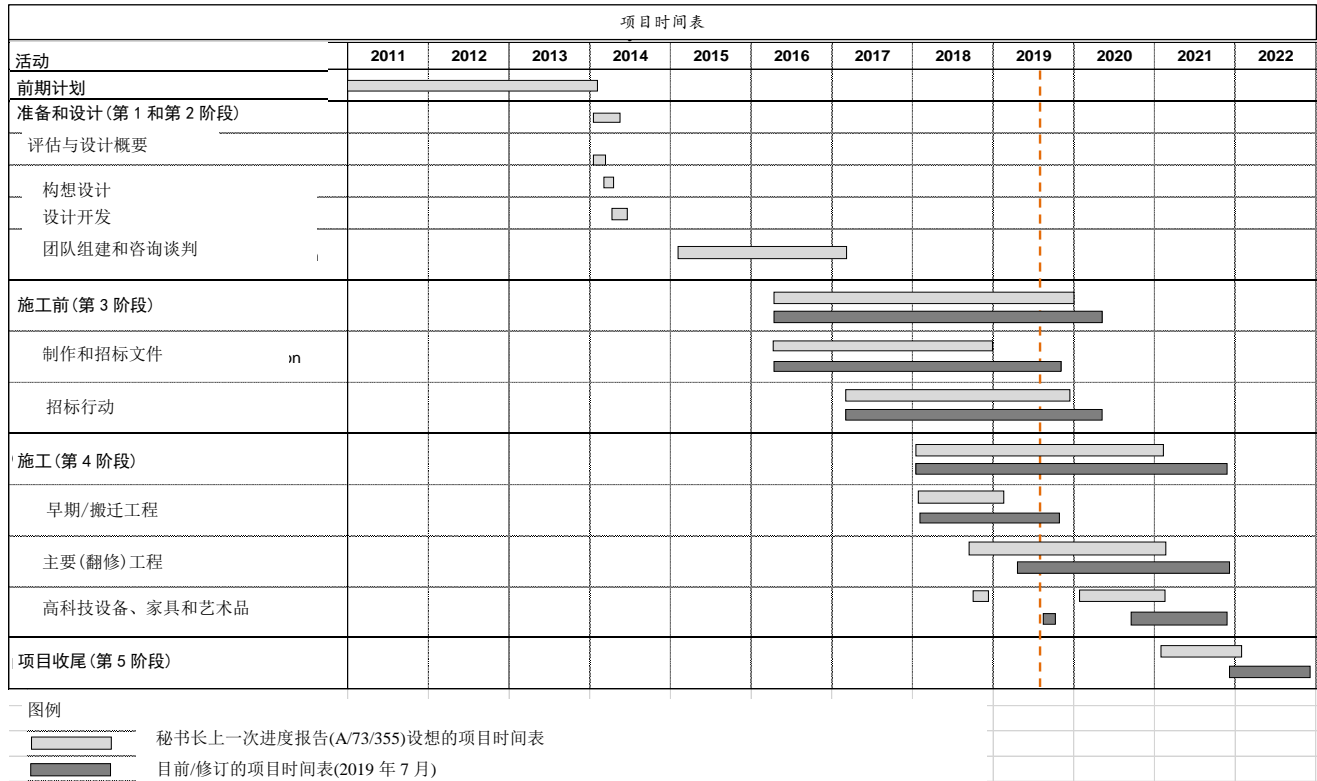 项目时间表
活动 2011 2012 2013 2014 2015 2016 2017 2018 2019 2020 2021 2022
前期计划
准备和设计(第 1 和第 2 阶段)
评估与设计概要
构想设计
设计开发
团队组建和咨询谈判
施工前(第 3 阶段)
制作和招标文件 on
招标行动
施工(第 4 阶段)
早期/搬迁工程
主要(翻修)工程
高科技设备、家具和艺术品
项目收尾(第 5 阶段)
图例
秘书长上一次进度报告(A/73/355)设想的项目时间表
目前/修订的项目时间表(2019 年 7 月)